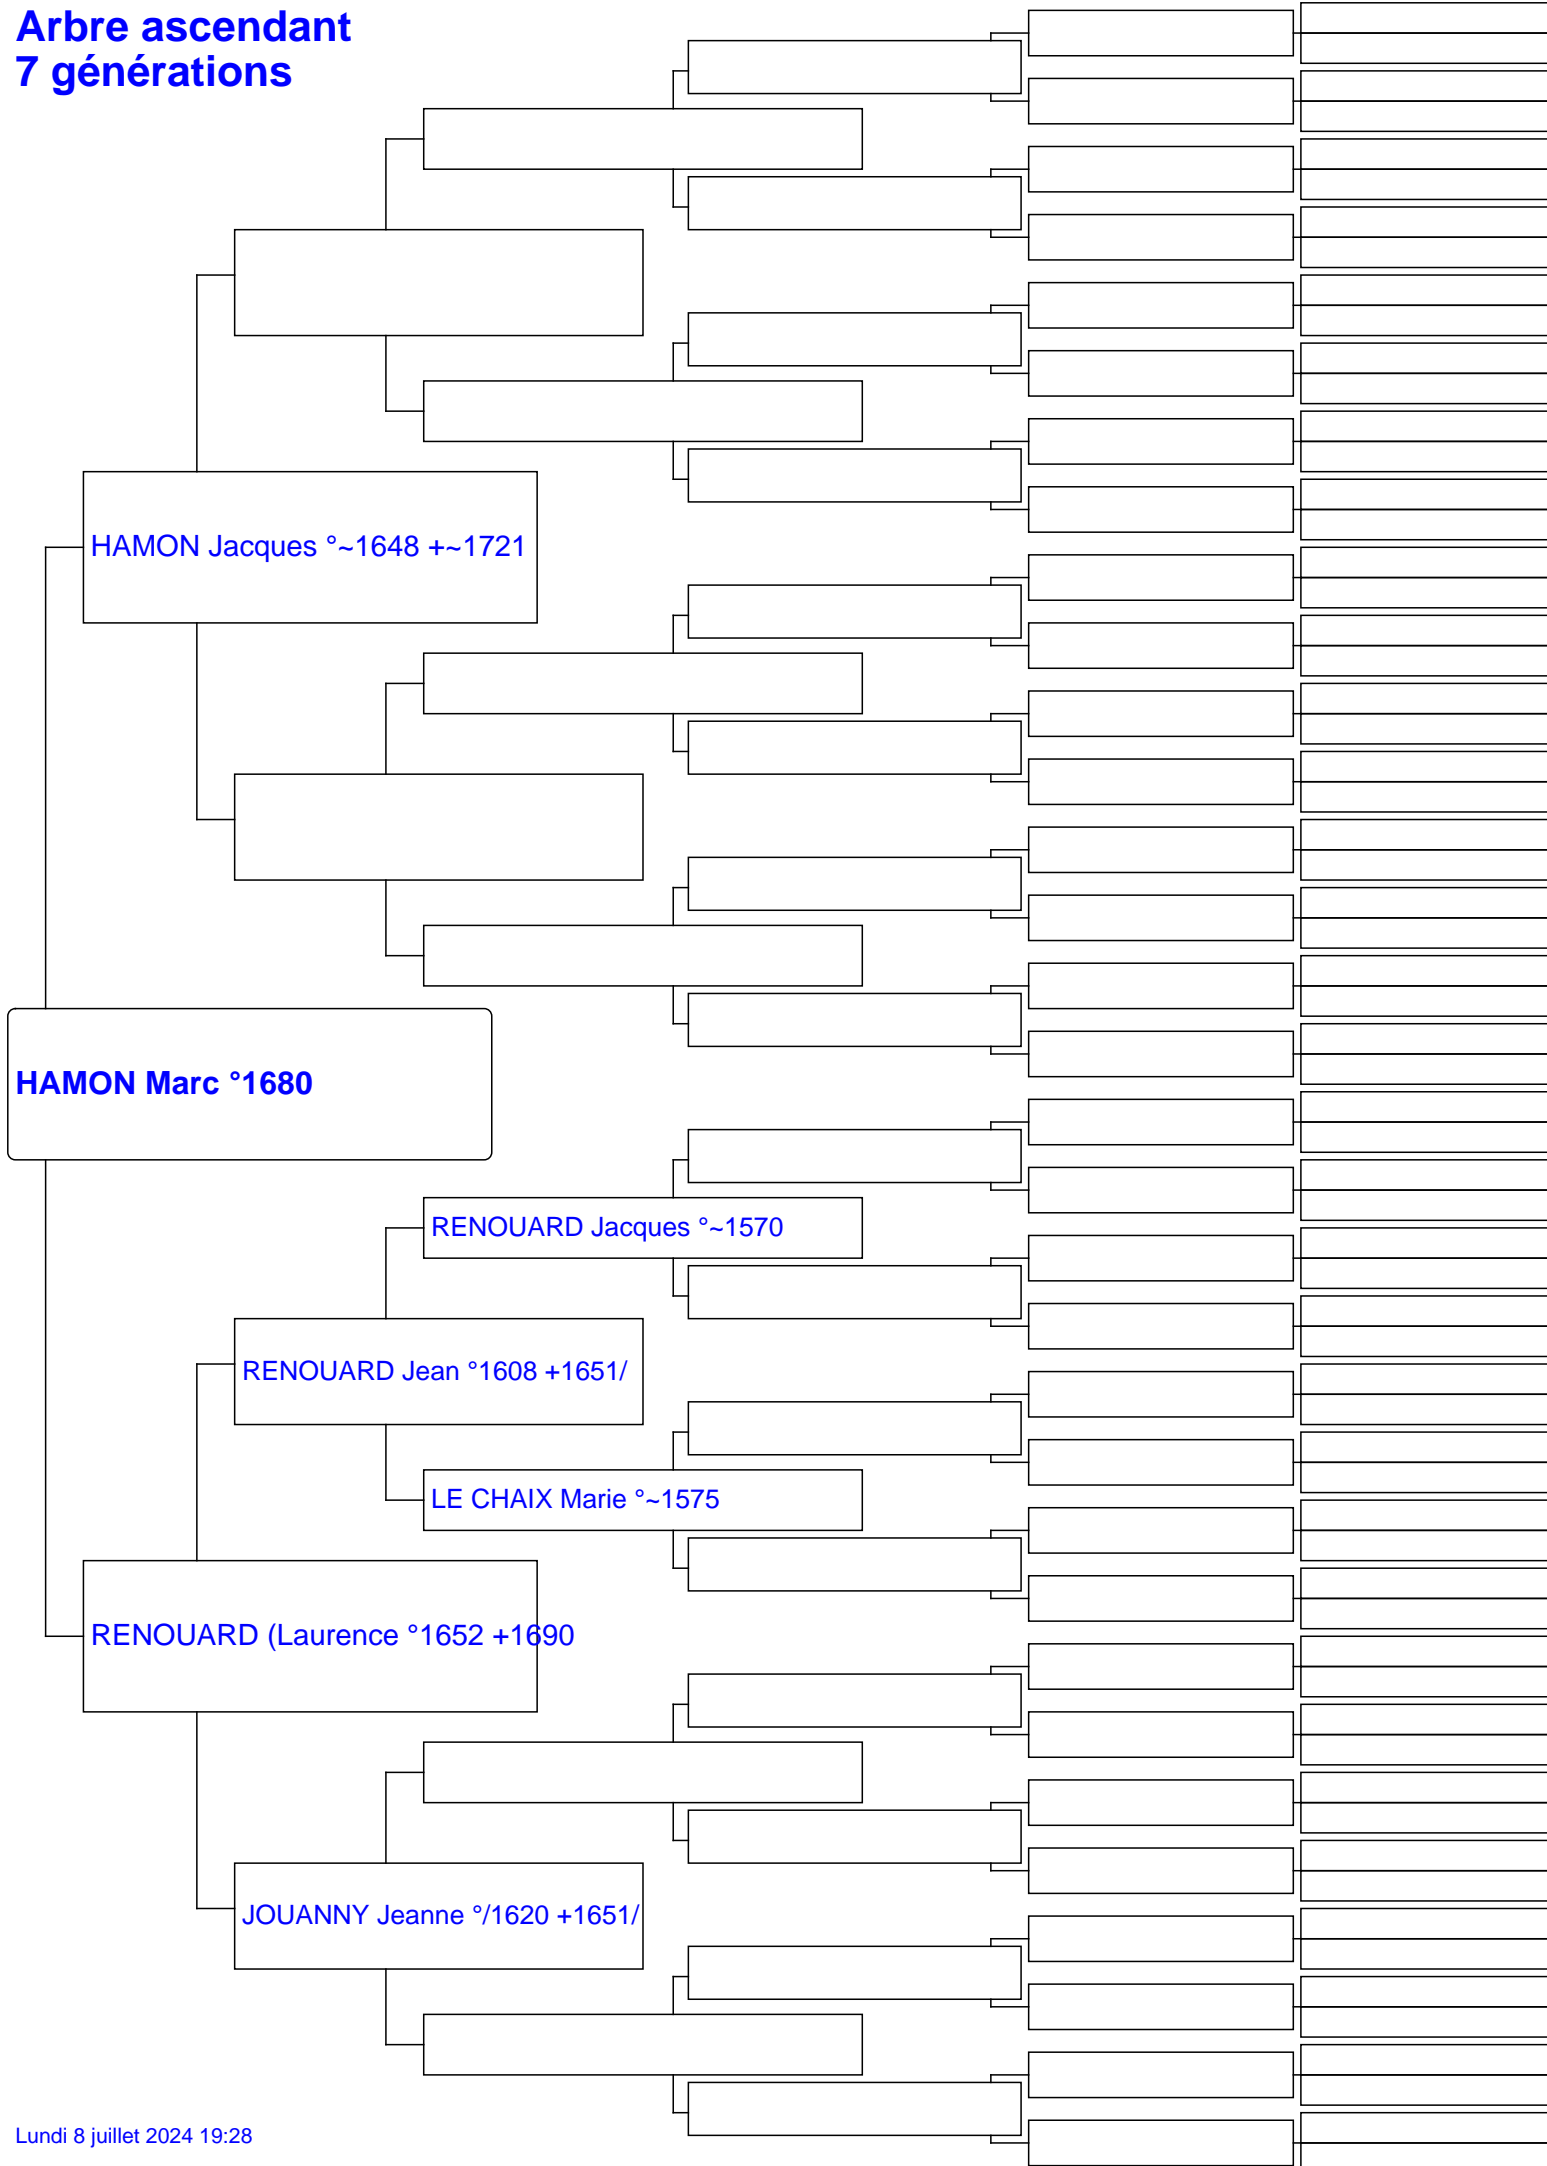 Arbre ascendant
7 générations
HAMON Jacques °~1648 +~1721
HAMON Marc °1680
RENOUARD Jacques °~1570
RENOUARD Jean °1608 +1651/
LE CHAIX Marie °~1575
RENOUARD (Laurence °1652 +1690
JOUANNY Jeanne °/1620 +1651/
Lundi 8 juillet 2024 19:28